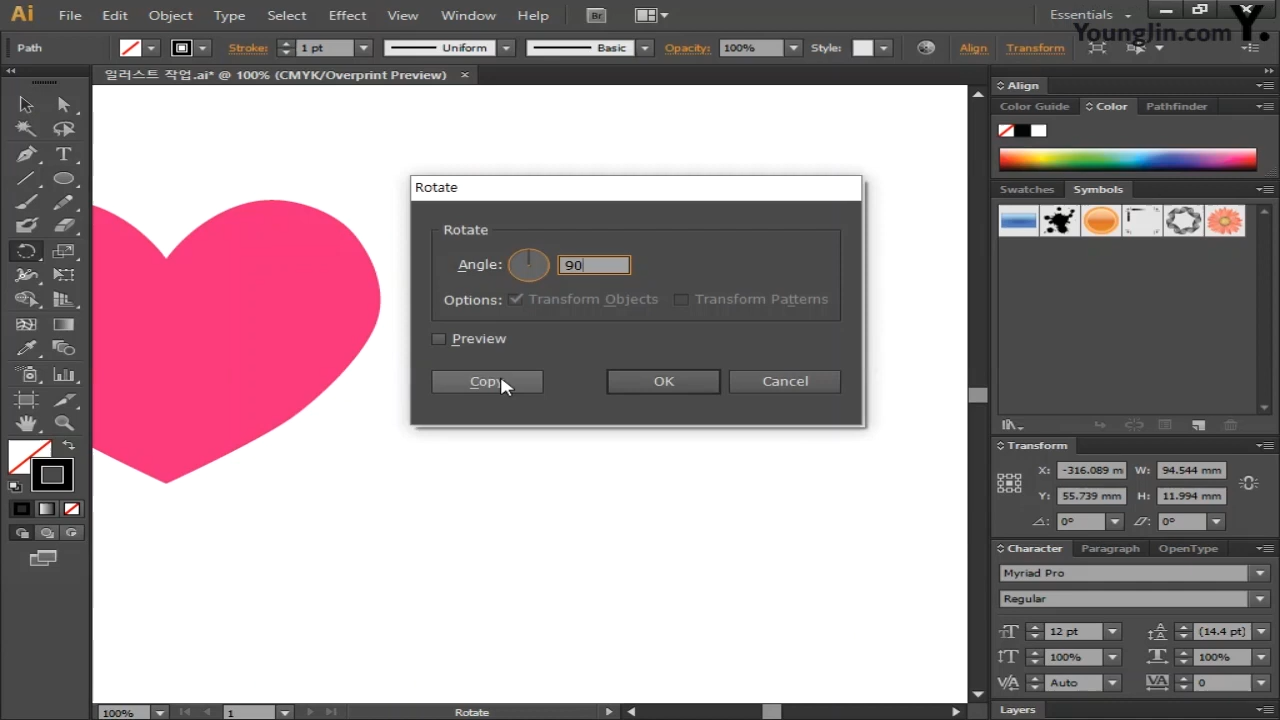 Ai File Edit Object Type Select Effect View Window Help Br Essentials
YoungJin.com Y.
Path Stroke: 1 pt Uniform Basic Opacity: 100% Style: Align Transform
일러스트 작업.ai* @ 100% (CMYK/Overprint Preview) ×
Align
Color Guide Color Pathfinder
Swatches Symbols
Rotate
Rotate
Angle: 90
Options: Transform Objects Transform Patterns
Preview
Copy OK Cancel
Transform
X: -316.089 m W: 94.544 mm
Y: 55.739 mm H: 11.994 mm
0° 0°
Character Paragraph OpenType
Myriad Pro
Regular
12 pt (14.4 pt)
100% 100%
Auto 0
Layers
100% 1 Rotate